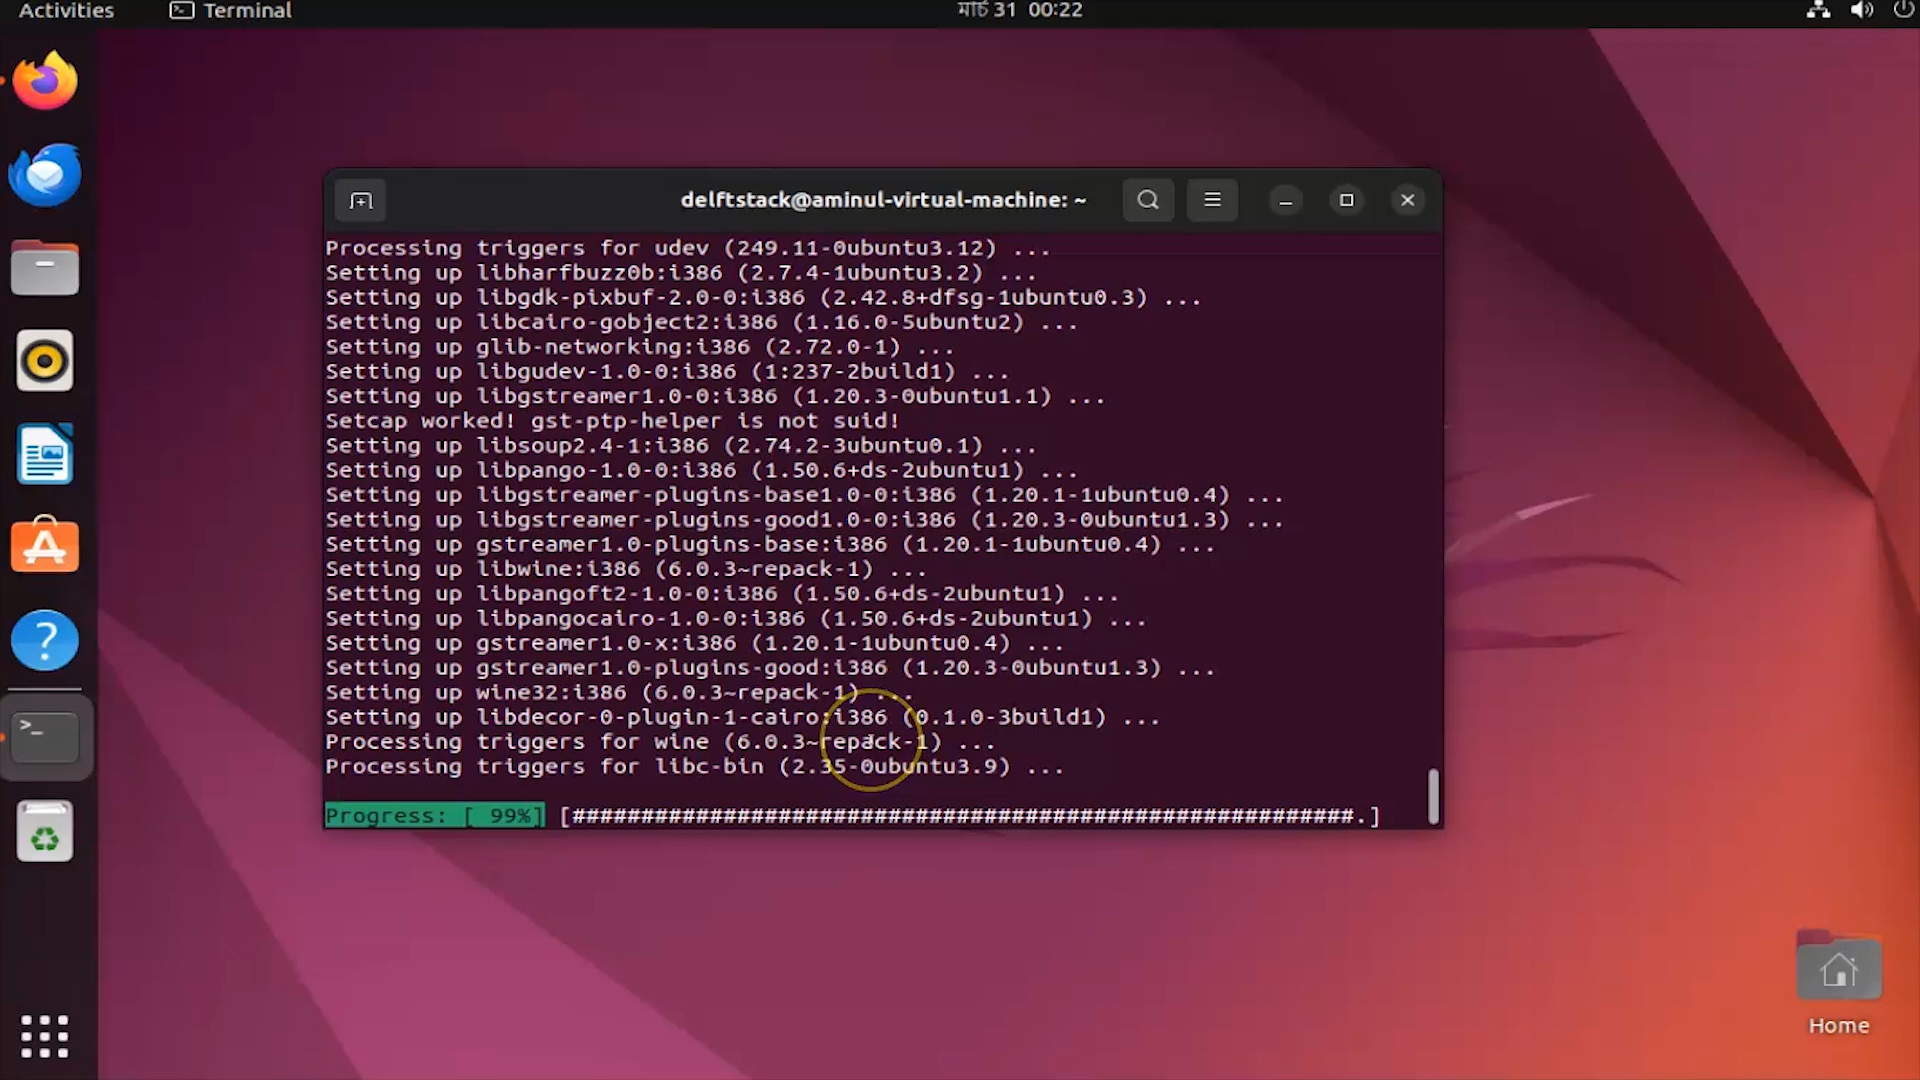 Activities
Terminal
মার্চ 31 00:22
delftstack@aminul-virtual-machine: ~
Processing triggers for udev (249.11-0ubuntu3.12) ...
Setting up libharfbuzz0b:i386 (2.7.4-1ubuntu3.2) ...
Setting up libgdk-pixbuf-2.0-0:i386 (2.42.8+dfsg-1ubuntu0.3) ...
Setting up libcairo-gobject2:i386 (1.16.0-5ubuntu2) ...
Setting up glib-networking:i386 (2.72.0-1) ...
Setting up libgudev-1.0-0:i386 (1:237-2build1) ...
Setting up libgstreamer1.0-0:i386 (1.20.3-0ubuntu1.1) ...
Setcap worked! gst-ptp-helper is not suid!
Setting up libsoup2.4-1:i386 (2.74.2-3ubuntu0.1) ...
Setting up libpango-1.0-0:i386 (1.50.6+ds-2ubuntu1) ...
Setting up libgstreamer-plugins-base1.0-0:i386 (1.20.1-1ubuntu0.4) ...
Setting up libgstreamer-plugins-good1.0-0:i386 (1.20.3-0ubuntu1.3) ...
Setting up gstreamer1.0-plugins-base:i386 (1.20.1-1ubuntu0.4) ...
Setting up libwine:i386 (6.0.3~repack-1) ...
Setting up libpangoft2-1.0-0:i386 (1.50.6+ds-2ubuntu1) ...
Setting up libpangocairo-1.0-0:i386 (1.50.6+ds-2ubuntu1) ...
Setting up gstreamer1.0-x:i386 (1.20.1-1ubuntu0.4) ...
Setting up gstreamer1.0-plugins-good:i386 (1.20.3-0ubuntu1.3) ...
Setting up wine32:i386 (6.0.3~repack-1) ...
Setting up libdecor-0-plugin-1-cairo:i386 (0.1.0-3build1) ...
Processing triggers for wine (6.0.3~repack-1) ...
Processing triggers for libc-bin (2.35-0ubuntu3.9) ...
Progress: [ 99%] [#########################################################.]
Home